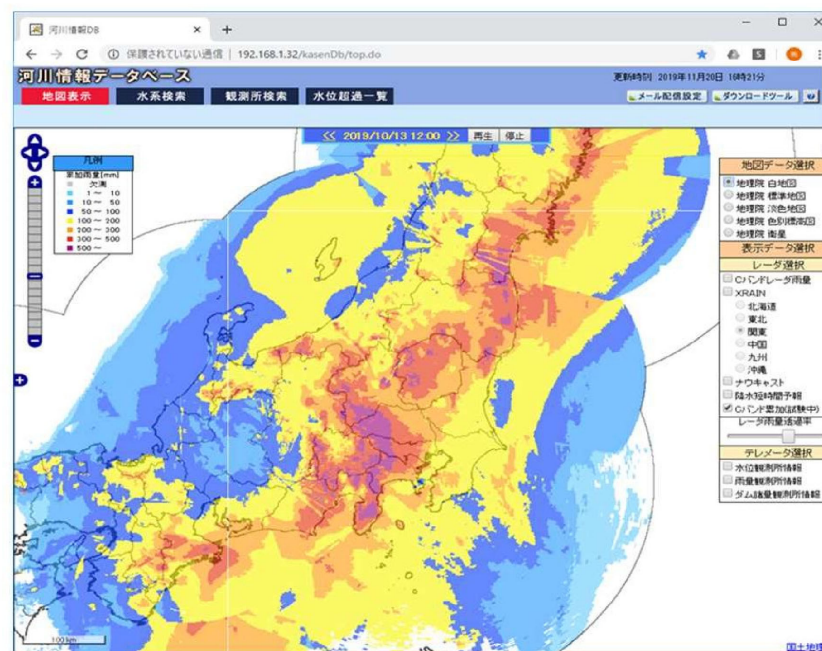 河川情報DB
保護されていない通信 | 192.168.1.32/kasenDb/top.do
河川情報データベース
更新時刻 2019年11月20日 16時21分
地図表示
水系検索
観測所検索
水位超過一覧
メール配信設定
ダウンロードツール
<< 2019/10/13 12:00 >> 再生 停止
凡例
累加雨量[mm]
欠測
1 ～ 10
10 ～ 50
50 ～ 100
100 ～ 200
200 ～ 300
300 ～ 500
500 ～
地図データ選択
地理院 白地図
地理院 標準地図
地理院 淡色地図
地理院 色別標高図
地理院 衛星
表示データ選択
レーダ選択
Cバンドレーダ雨量
XRAIN
北海道
東北
関東
中国
九州
沖縄
ナウキャスト
降水短時間予報
Cバンド累加(試験中)
レーダ雨量透過率
テレメータ選択
水位観測所情報
雨量観測所情報
ダム諸量観測所情報
100 km
国土地理